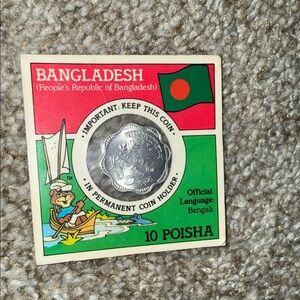 BANGLADESH
(People's Republic of Bangladesh)
• IMPORTANT: KEEP THIS COIN •
IN PERMANENT COIN HOLDER
Official
Language:
Bengali
10 POISHA